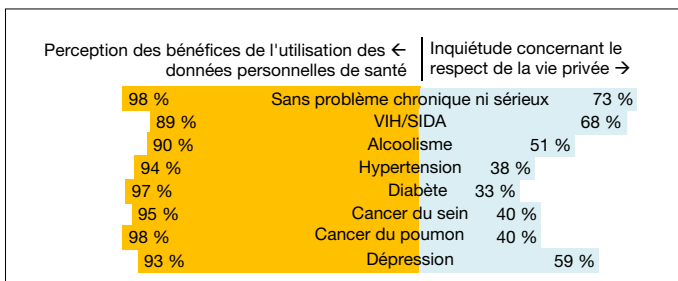 Perception des bénéfices de l'utilisation des ←
données personnelles de santé
Inquiétude concernant le
respect de la vie privée →
98 % Sans problème chronique ni sérieux 73 %
89 % VIH/SIDA 68 %
90 % Alcoolisme 51 %
94 % Hypertension 38 %
97 % Diabète 33 %
95 % Cancer du sein 40 %
98 % Cancer du poumon 40 %
93 % Dépression 59 %